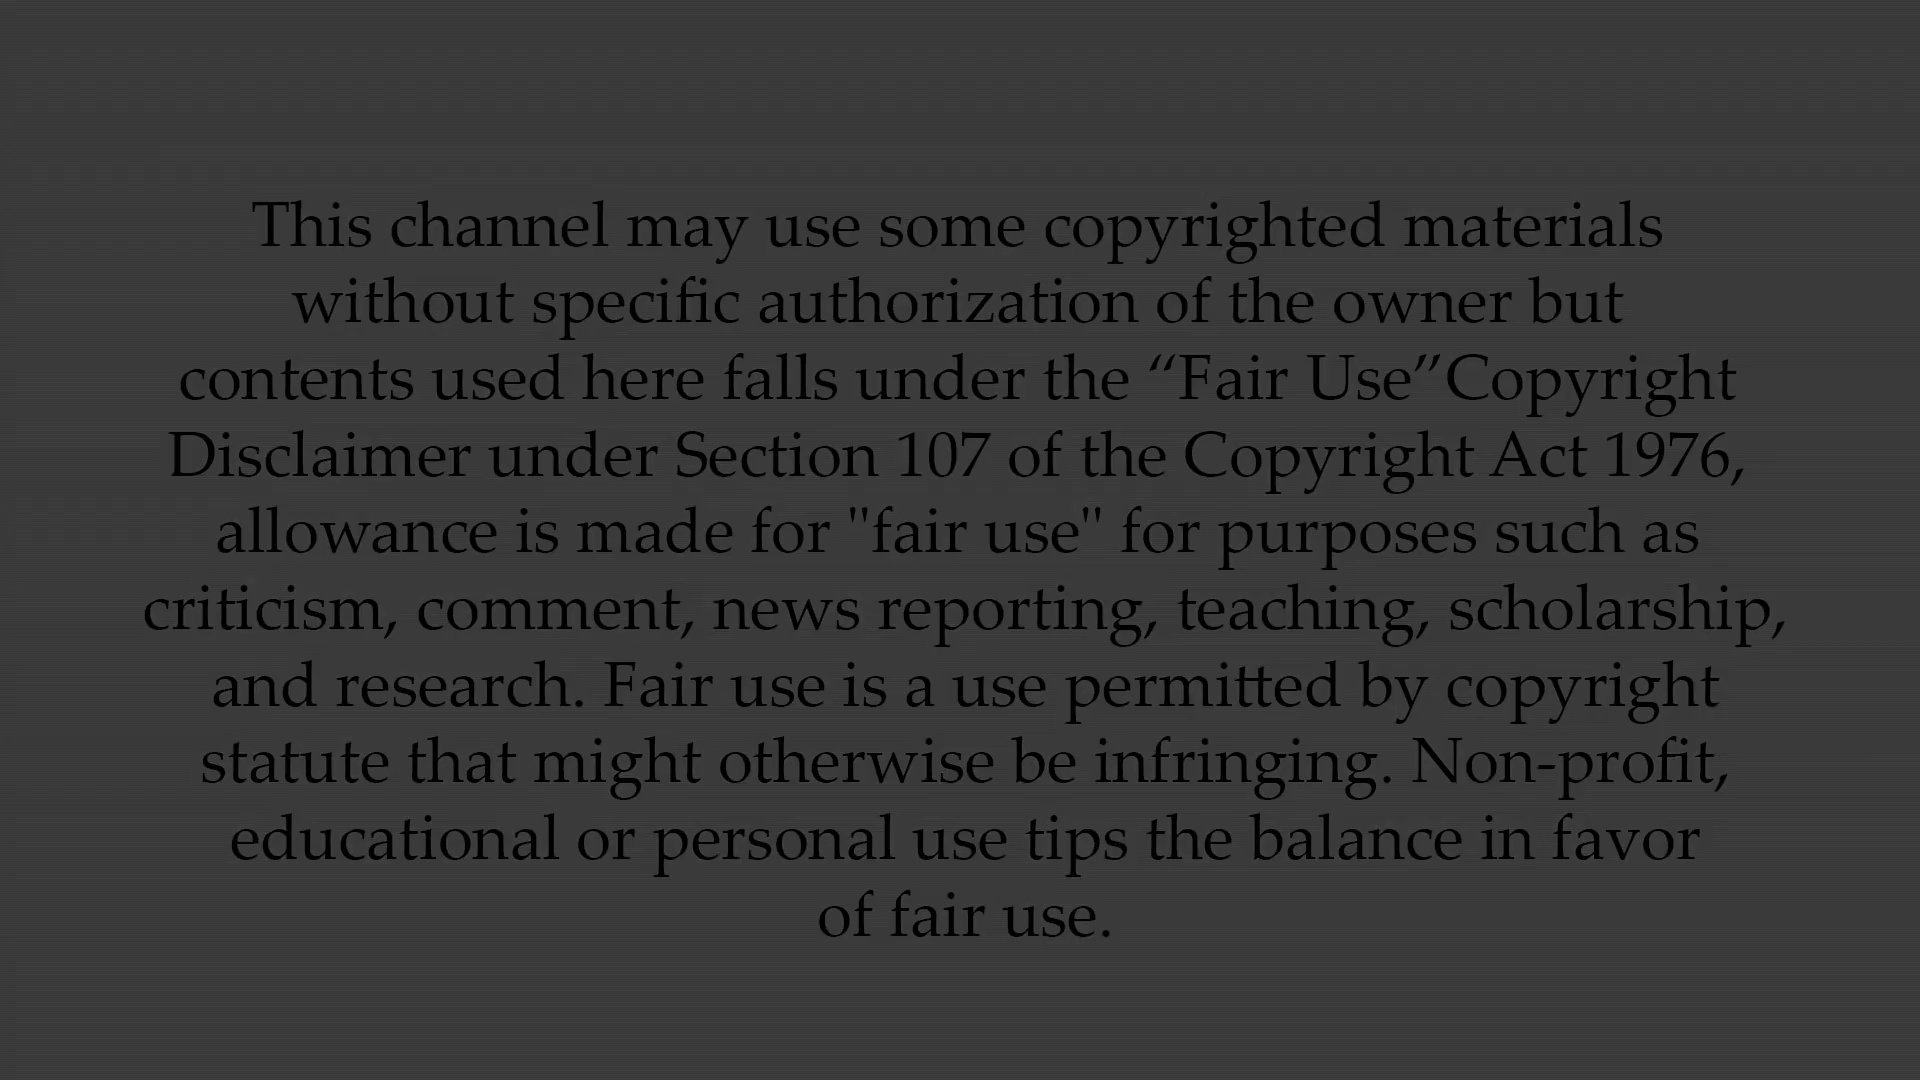 This channel may use some copyrighted materials
without specific authorization of the owner but
contents used here falls under the “Fair Use”Copyright
Disclaimer under Section 107 of the Copyright Act 1976,
allowance is made for "fair use" for purposes such as
criticism, comment, news reporting, teaching, scholarship,
and research. Fair use is a use permitted by copyright
statute that might otherwise be infringing. Non-profit,
educational or personal use tips the balance in favor
of fair use.